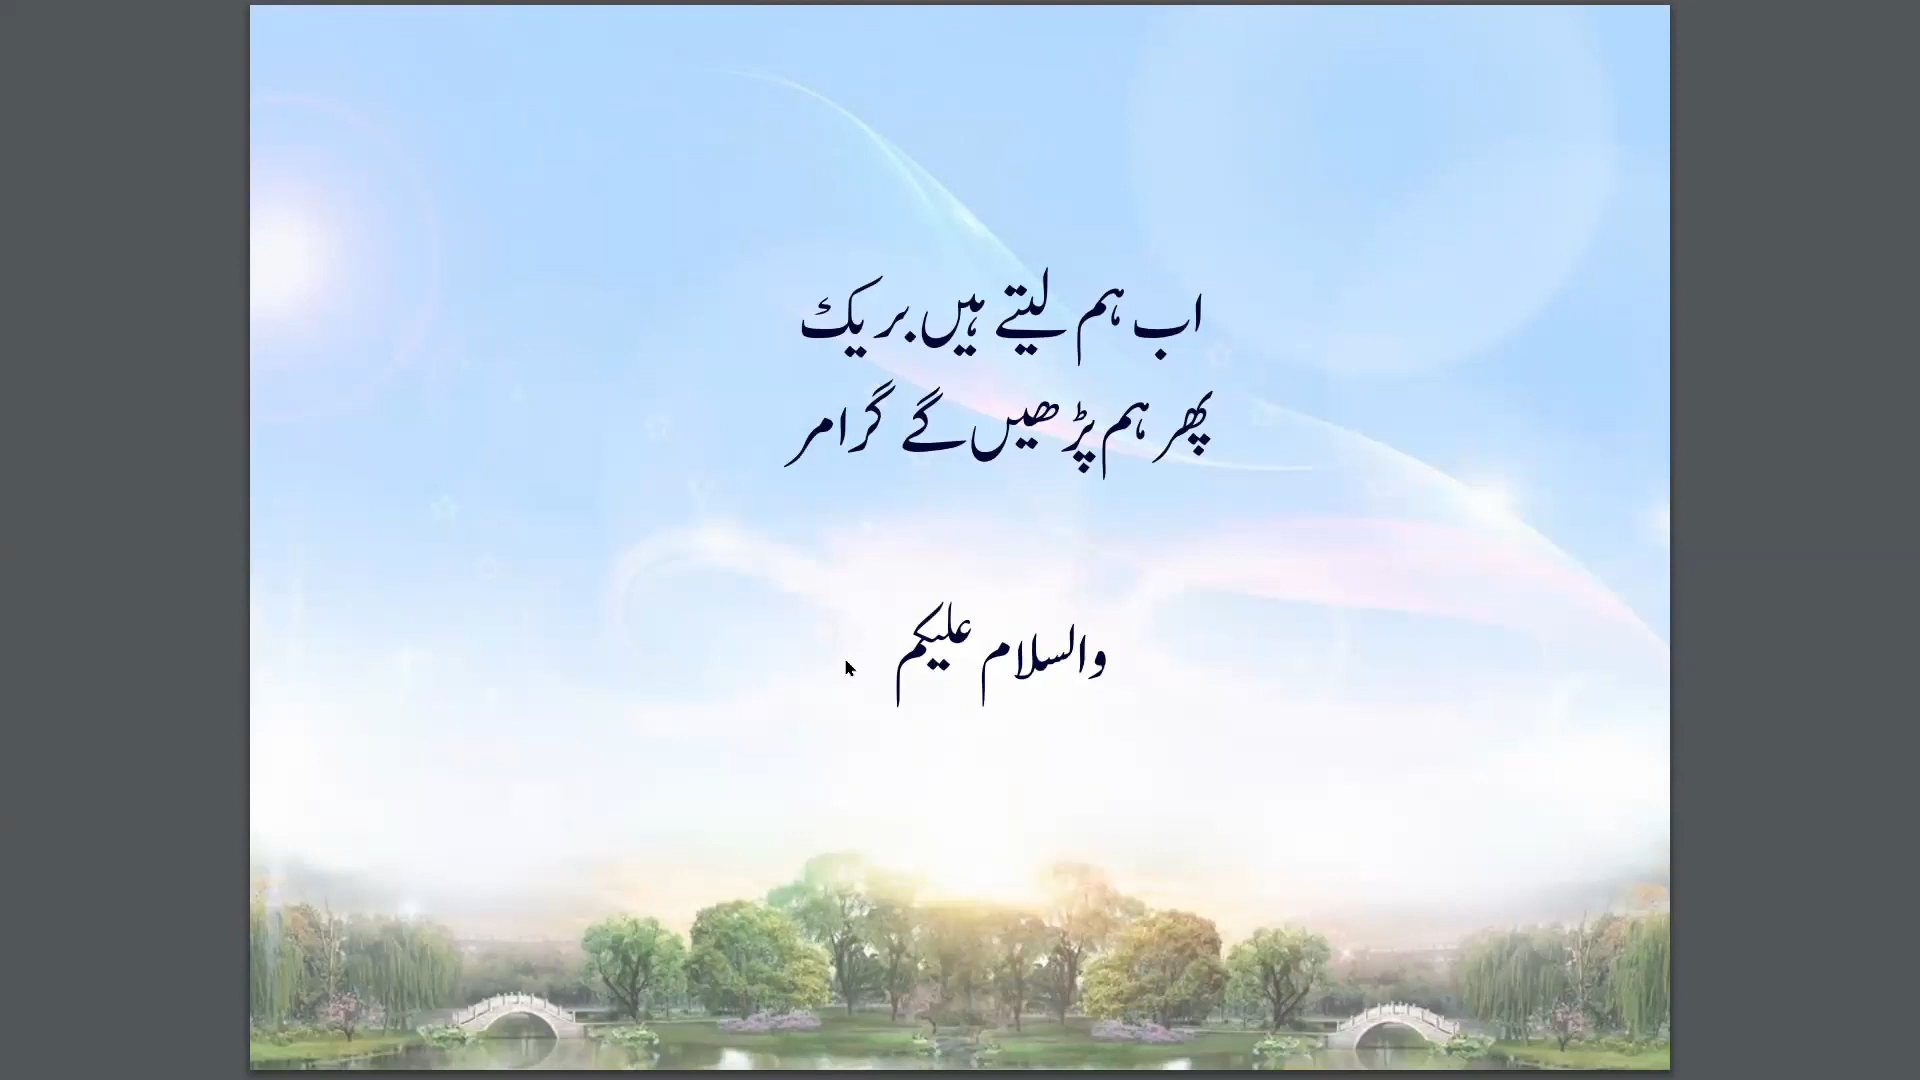 اب ہم لیتے ہیں بریک
پھر ہم پڑھیں گے گرامر
والسلام علیکم